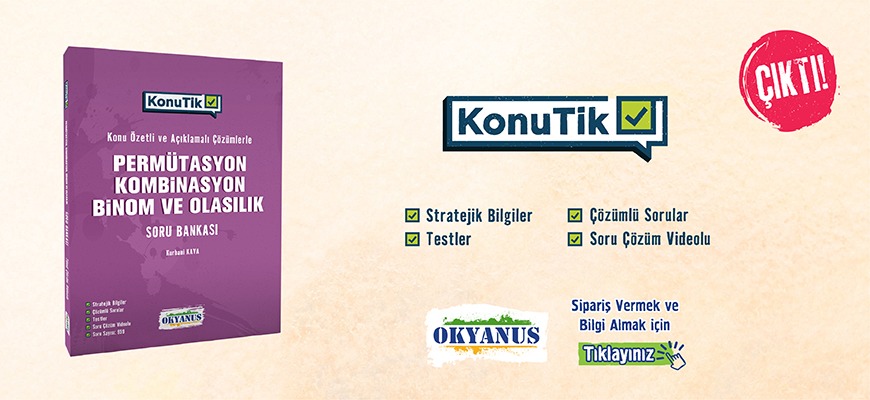 KonuTik
Konu Özetli ve Açıklamalı Çözümlerle
PERMÜTASYON
KOMBİNASYON
BİNOM VE OLASILIK
SORU BANKASI
Kurbani KAYA
Stratejik Bilgiler
Çözümlü Sorular
Testler
Soru Çözüm Videolu
OKYANUS
ÇIKTI!
KonuTik
Stratejik Bilgiler
Çözümlü Sorular
Testler
Soru Çözüm Videolu
OKYANUS
Sipariş Vermek ve
Bilgi Almak için
Tıklayınız